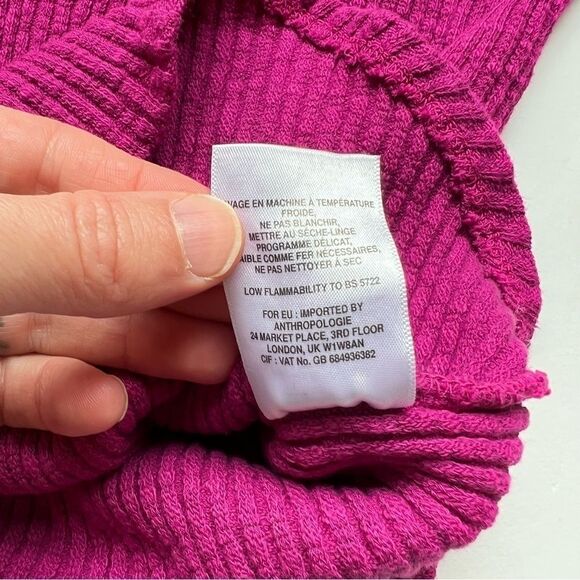 EN MACHINE À TEMPÉRATURE
FROIDE,
NE PAS BLANCHIR,
METTRE AU SÈCHE-LINGE
PROGRAMME DÉLICAT,
COMME FER NÉCESSAIRES,
NE PAS NETTOYER À SEC
LOW FLAMMABILITY TO BS 5722
FOR EU : IMPORTED BY
ANTHROPOLOGIE
24 MARKET PLACE, 3RD FLOOR
LONDON, UK W1W8AN
CIF : VAT No. GB 684936382